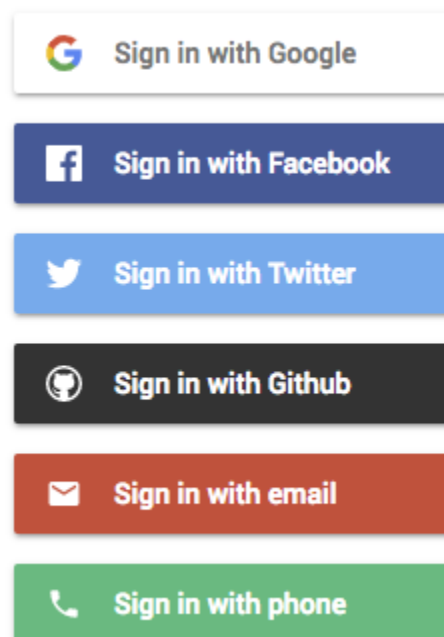 Sign in with Google
Sign in with Facebook
Sign in with Twitter
Sign in with Github
Sign in with email
Sign in with phone